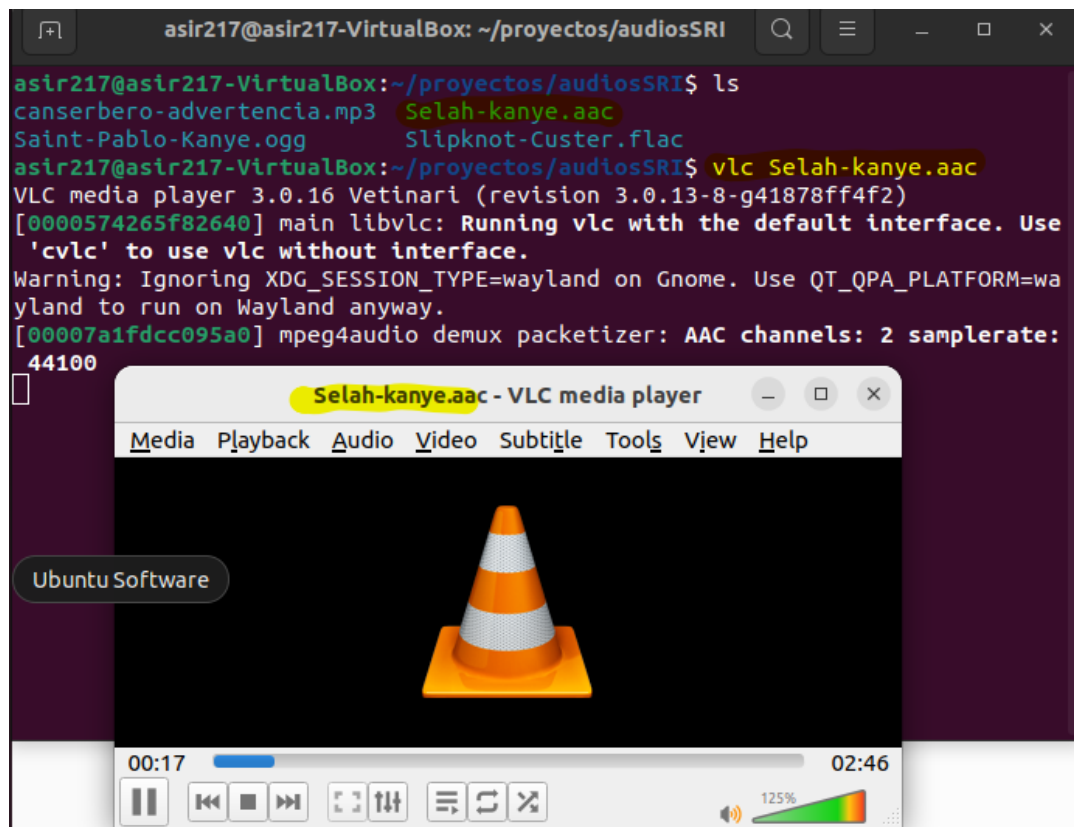 asir217@asir217-VirtualBox: ~/proyectos/audiosSRI
asir217@asir217-VirtualBox:~/proyectos/audiosSRI$ ls
canserbero-advertencia.mp3 Selah-kanye.aac
Saint-Pablo-Kanye.ogg Slipknot-Custer.flac
asir217@asir217-VirtualBox:~/proyectos/audiosSRI$ vlc Selah-kanye.aac
VLC media player 3.0.16 Vetinari (revision 3.0.13-8-g41878ff4f2)
[0000574265f82640] main libvlc: Running vlc with the default interface. Use
'cvlc' to use vlc without interface.
Warning: Ignoring XDG_SESSION_TYPE=wayland on Gnome. Use QT_QPA_PLATFORM=wa
yland to run on Wayland anyway.
[00007a1fdcc095a0] mpeg4audio demux packetizer: AAC channels: 2 samplerate:
44100
Selah-kanye.aac - VLC media player
Media Playback Audio Video Subtitle Tools View Help
Ubuntu Software
00:17 02:46
125%